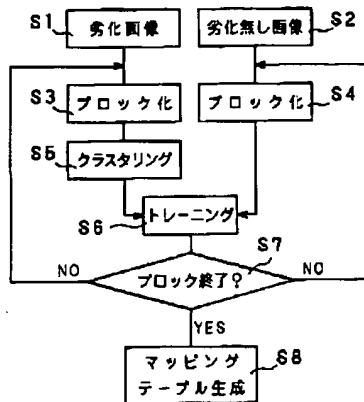 S1
劣化画像
劣化無し画像
S2
S3
ブロック化
ブロック化
S4
S5
クラスタリング
S6
トレーニング
S7
NO
ブロック終了?
NO
YES
マッピング
テーブル生成
S8